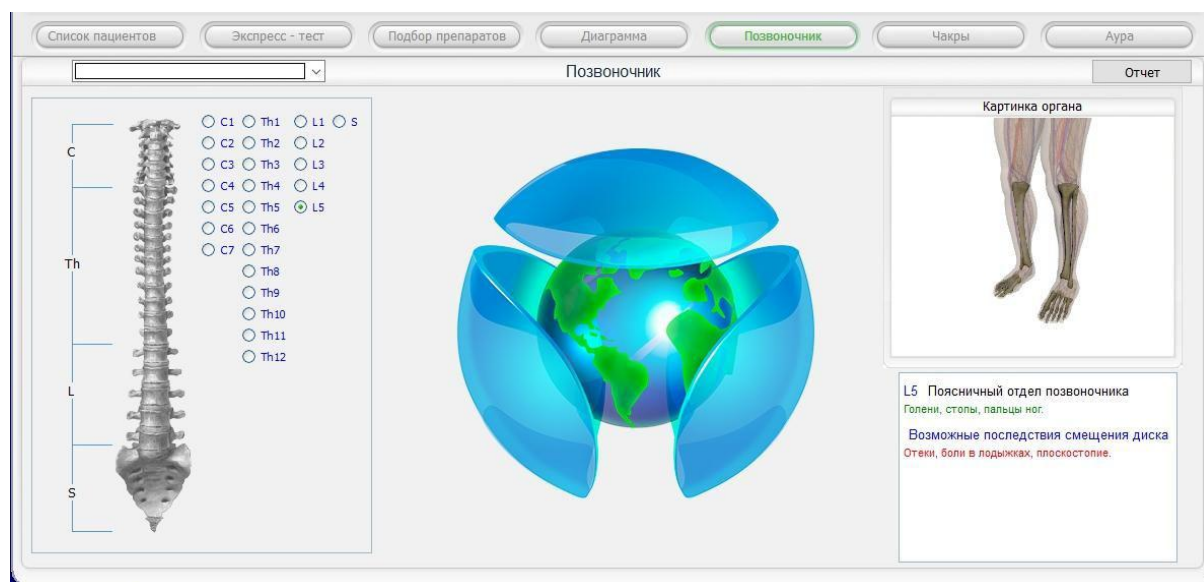 Список пациентов Экспресс - тест Подбор препаратов Диаграмма Позвоночник Чакры Аура
Позвоночник Отчет
C1 Th1 L1 S
C2 Th2 L2
C3 Th3 L3
C4 Th4 L4
C5 Th5 L5
C6 Th6
C7 Th7
Th8
Th9
Th10
Th11
Th12
C
Th
L
S
Картинка органа
L5 Поясничный отдел позвоночника
Голени, стопы, пальцы ног.
Возможные последствия смещения диска
Отеки, боли в лодыжках, плоскостопие.